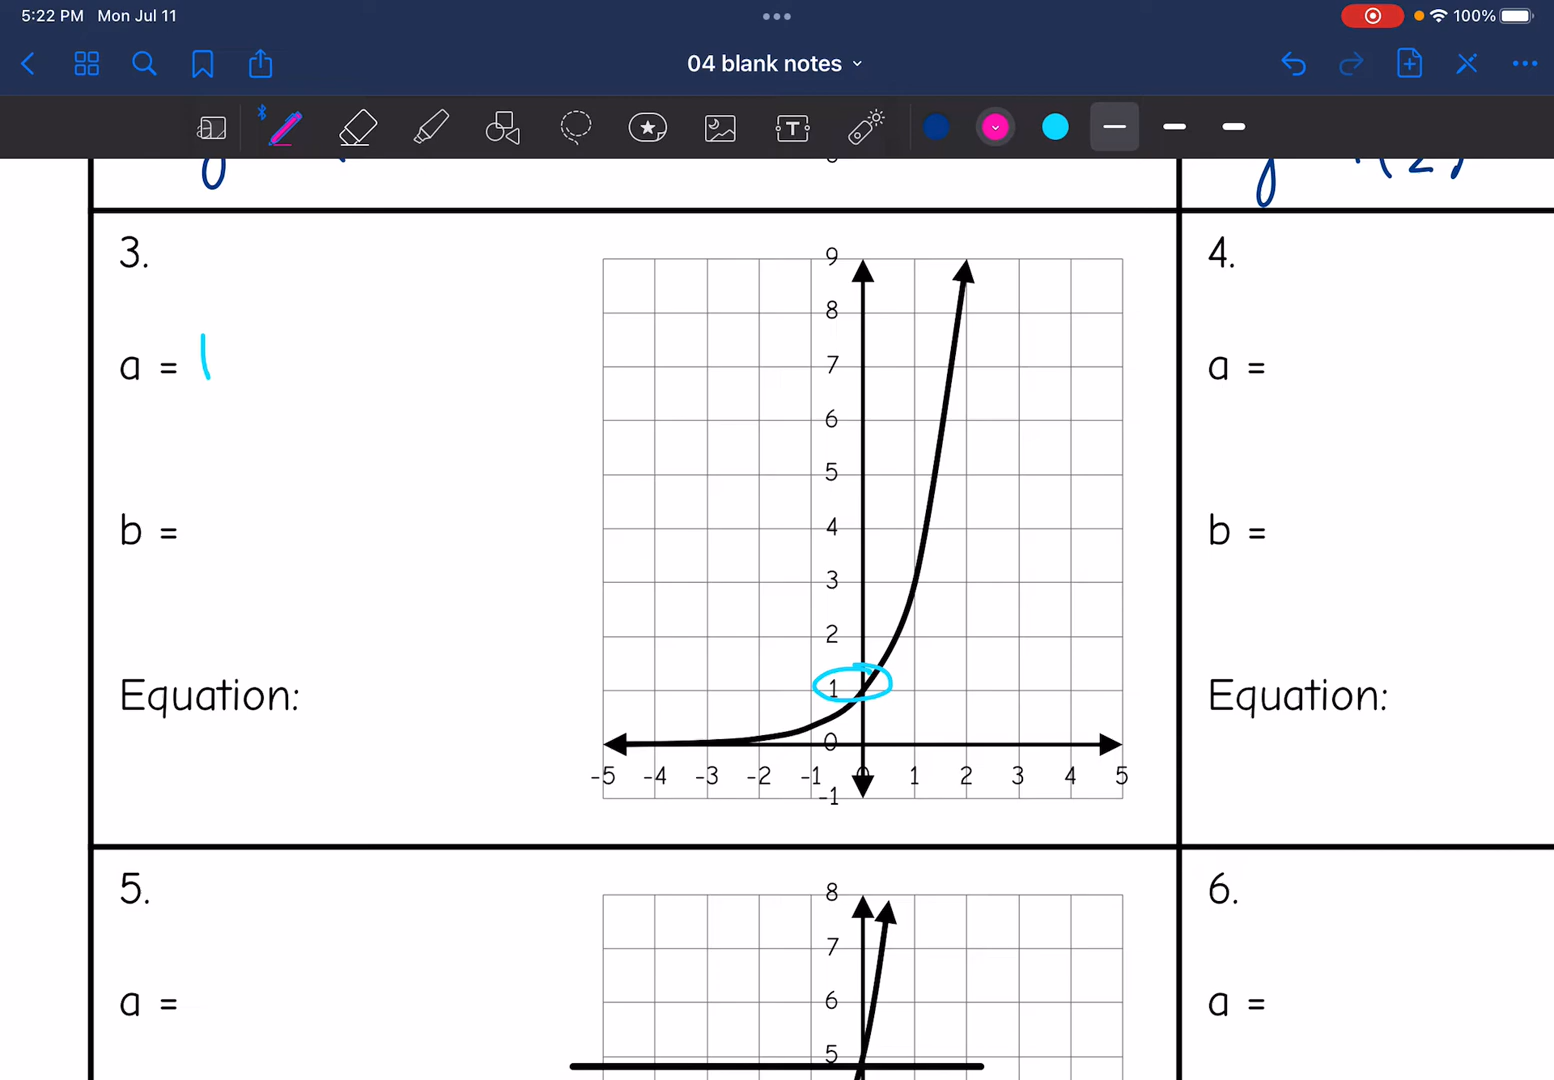 5:22 PM Mon Jul 11
100%
04 blank notes
T
3.
a = 1
b =
Equation:
9
8
7
6
5
4
3
2
1
0
-5 -4 -3 -2 -1 0 1 2 3 4 5
-1
4.
a =
b =
Equation:
5.
a =
8
7
6
5
6.
a =